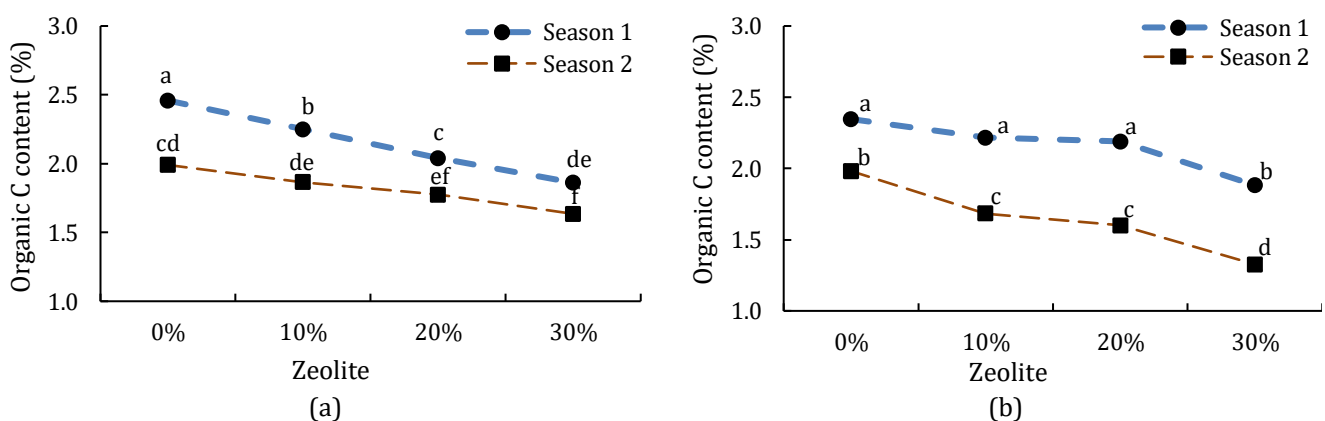 Organic C content (%)
3.0
2.5
2.0
1.5
1.0
Season 1
Season 2
a
b
c
de
cd
de
ef
f
0%
10%
20%
30%
Zeolite
(a)
Organic C content (%)
3.0
2.5
2.0
1.5
1.0
Season 1
Season 2
a
a
a
b
b
c
c
d
0%
10%
20%
30%
Zeolite
(b)